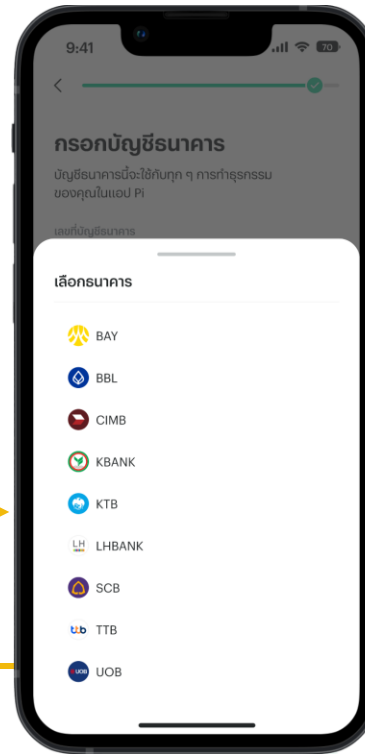 9:41
70
กรอกบัญชีธนาคาร
บัญชีธนาคารนี้จะใช้กับทุก ๆ การทำธุรกรรม
ของคุณในแอป Pi
เลขที่บัญชีธนาคาร
เลือกธนาคาร
BAY
BBL
CIMB
KBANK
KTB
LH LHBANK
SCB
ttb TTB
UOB UOB